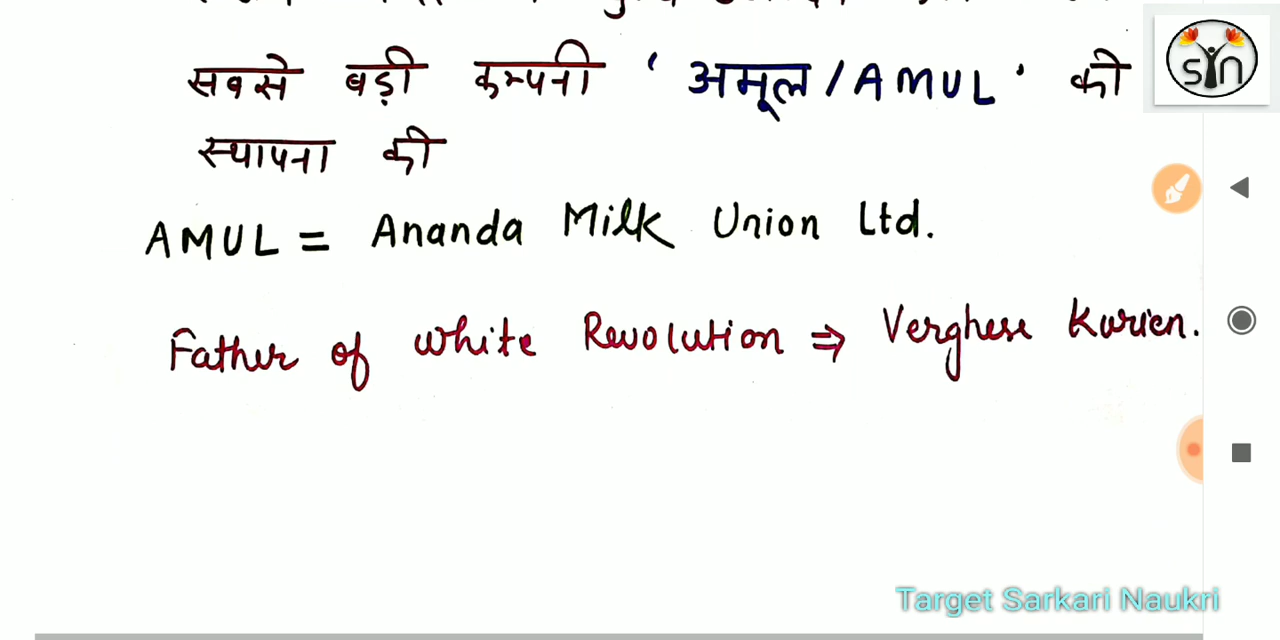 सबसे बड़ी कम्पनी ' अमूल / AMUL ' की
स्थापना की
AMUL = Ananda Milk Union Ltd.
Father of white Revolution ⇒ Verghese Kurien.
SYN
Target Sarkari Naukri